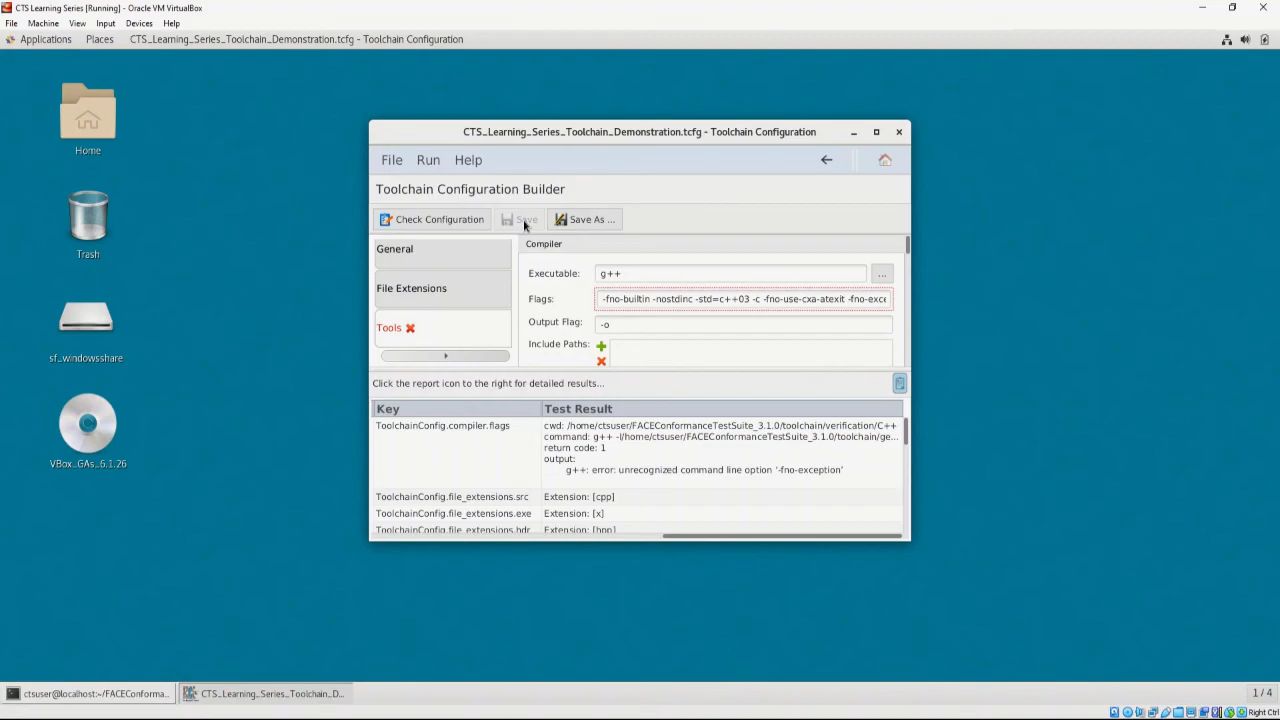 CTS Learning Series [Running] - Oracle VM VirtualBox
File Machine View Input Devices Help
Applications Places CTS_Learning_Series_Toolchain_Demonstration.tcfg - Toolchain Configuration
Home
Trash
sf_windowsshare
VBox_GAs_6.1.26
CTS_Learning_Series_Toolchain_Demonstration.tcfg - Toolchain Configuration
File Run Help
Toolchain Configuration Builder
Check Configuration Save Save As ...
General
File Extensions
Tools
Compiler
Executable: g++ ...
Flags: -fno-builtin -nostdinc -std=c++03 -c -fno-use-cxa-atexit -fno-exce
Output Flag: -o
Include Paths:
Click the report icon to the right for detailed results...
Key Test Result
ToolchainConfig.compiler.flags cwd: /home/ctsuser/FACEConformanceTestSuite_3.1.0/toolchain/verification/C++
command: g++ -I/home/ctsuser/FACEConformanceTestSuite_3.1.0/toolchain/ge...
return code: 1
output:
g++: error: unrecognized command line option '-fno-exception'
ToolchainConfig.file_extensions.src Extension: [cpp]
ToolchainConfig.file_extensions.exe Extension: [x]
ToolchainConfig.file_extensions.hdr Extension: [hpp]
ctsuser@localhost:~/FACEConforma... CTS_Learning_Series_Toolchain_D... 1 / 4
Right Ctrl